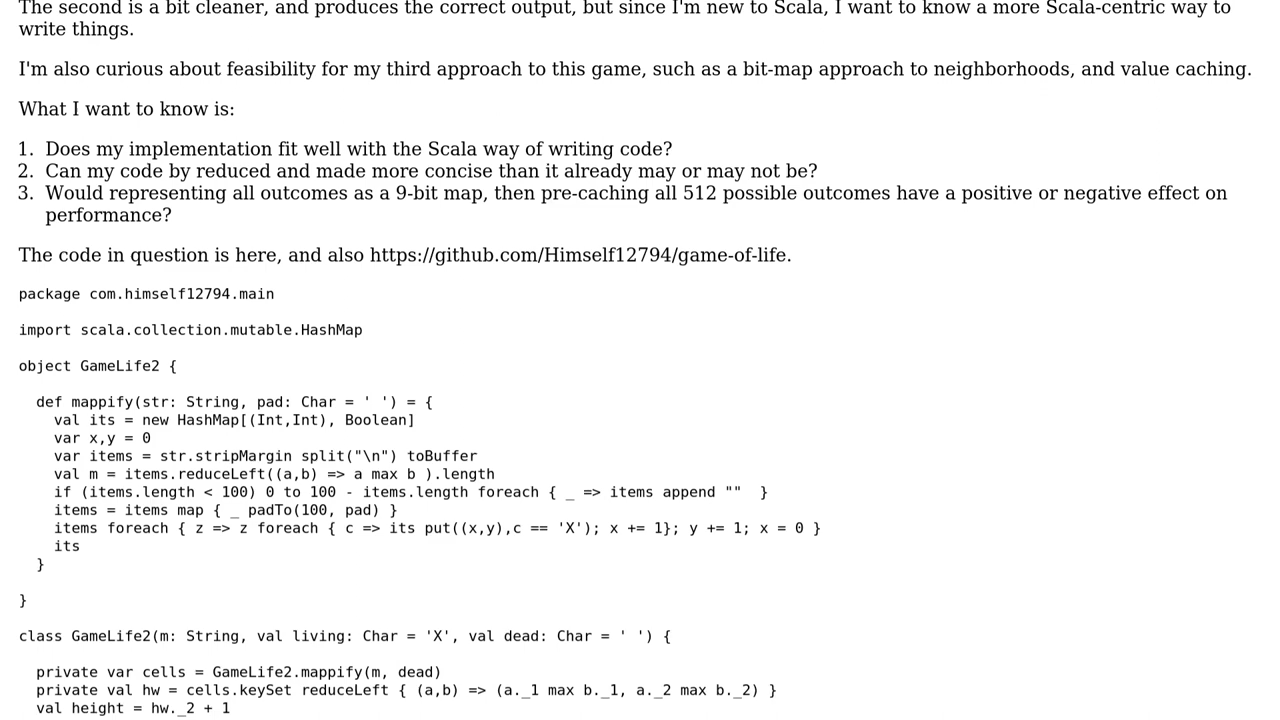 The second is a bit cleaner, and produces the correct output, but since I'm new to Scala, I want to know a more Scala-centric way to
write things.
I'm also curious about feasibility for my third approach to this game, such as a bit-map approach to neighborhoods, and value caching.
What I want to know is:
1. Does my implementation fit well with the Scala way of writing code?
2. Can my code by reduced and made more concise than it already may or may not be?
3. Would representing all outcomes as a 9-bit map, then pre-caching all 512 possible outcomes have a positive or negative effect on
performance?
The code in question is here, and also https://github.com/Himself12794/game-of-life.
package com.himself12794.main
import scala.collection.mutable.HashMap
object GameLife2 {
  def mappify(str: String, pad: Char = ' ') = {
    val its = new HashMap[(Int,Int), Boolean]
    var x,y = 0
    var items = str.stripMargin split("\n") toBuffer
    val m = items.reduceLeft((a,b) => a max b ).length
    if (items.length < 100) 0 to 100 - items.length foreach { _ => items append ""  }
    items = items map { _ padTo(100, pad) }
    items foreach { z => z foreach { c => its put((x,y),c == 'X'); x += 1}; y += 1; x = 0 }
    its
  }
}
class GameLife2(m: String, val living: Char = 'X', val dead: Char = ' ') {
  private var cells = GameLife2.mappify(m, dead)
  private val hw = cells.keySet reduceLeft { (a,b) => (a._1 max b._1, a._2 max b._2) }
  val height = hw._2 + 1